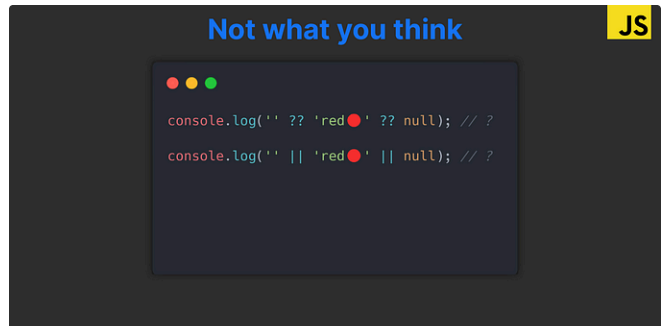 Not what you think
JS
console.log('' ?? 'red🔴' ?? null); // ?
console.log('' || 'red🔴' || null); // ?